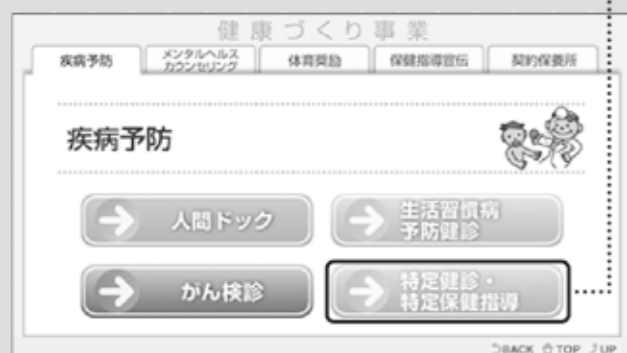 健康づくり事業
疾病予防
メンタルヘルス
カウンセリング
体育奨励
保健指導宣伝
契約保養所
疾病予防
人間ドック
生活習慣病
予防健診
がん検診
特定健診・
特定保健指導
BACK TOP UP